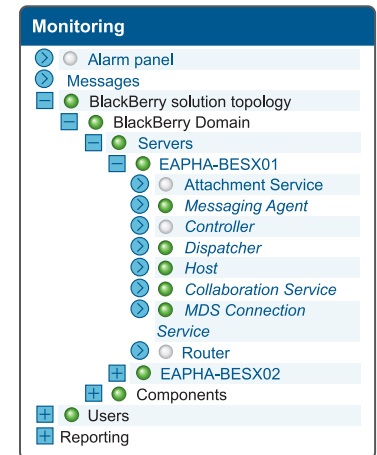 Monitoring
Alarm panel
Messages
BlackBerry solution topology
BlackBerry Domain
Servers
EAPHA-BESX01
Attachment Service
Messaging Agent
Controller
Dispatcher
Host
Collaboration Service
MDS Connection
Service
Router
EAPHA-BESX02
Components
Users
Reporting